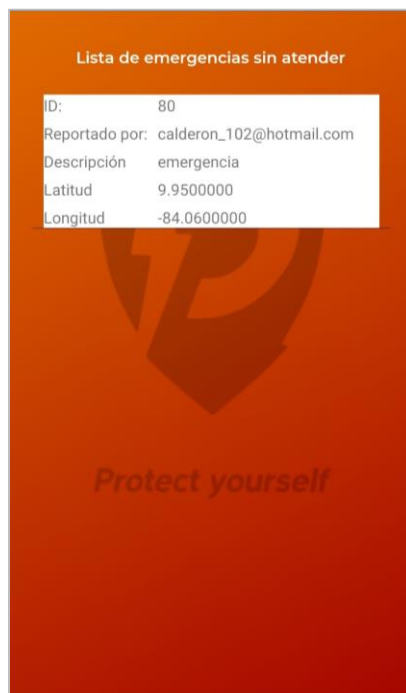 Lista de emergencias sin atender
ID: 80
Reportado por: calderon_102@hotmail.com
Descripción emergencia
Latitud 9.9500000
Longitud -84.0600000
Protect yourself